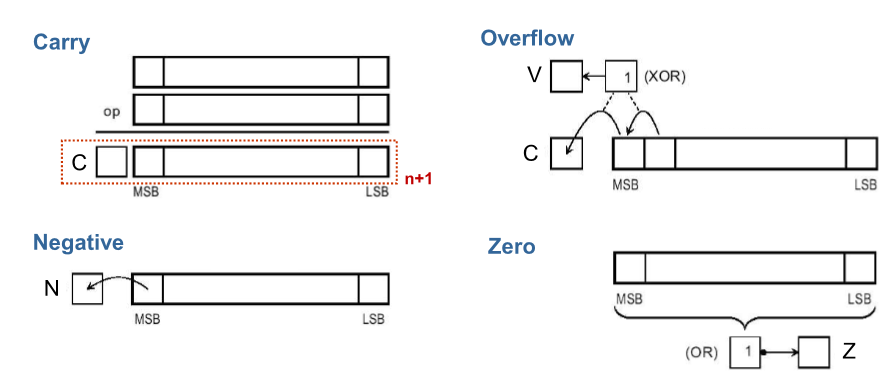 Carry
op
C
n+1
MSB LSB
Overflow
V 1 (XOR)
C
MSB LSB
Negative
N
MSB LSB
Zero
MSB LSB
(OR) 1 Z